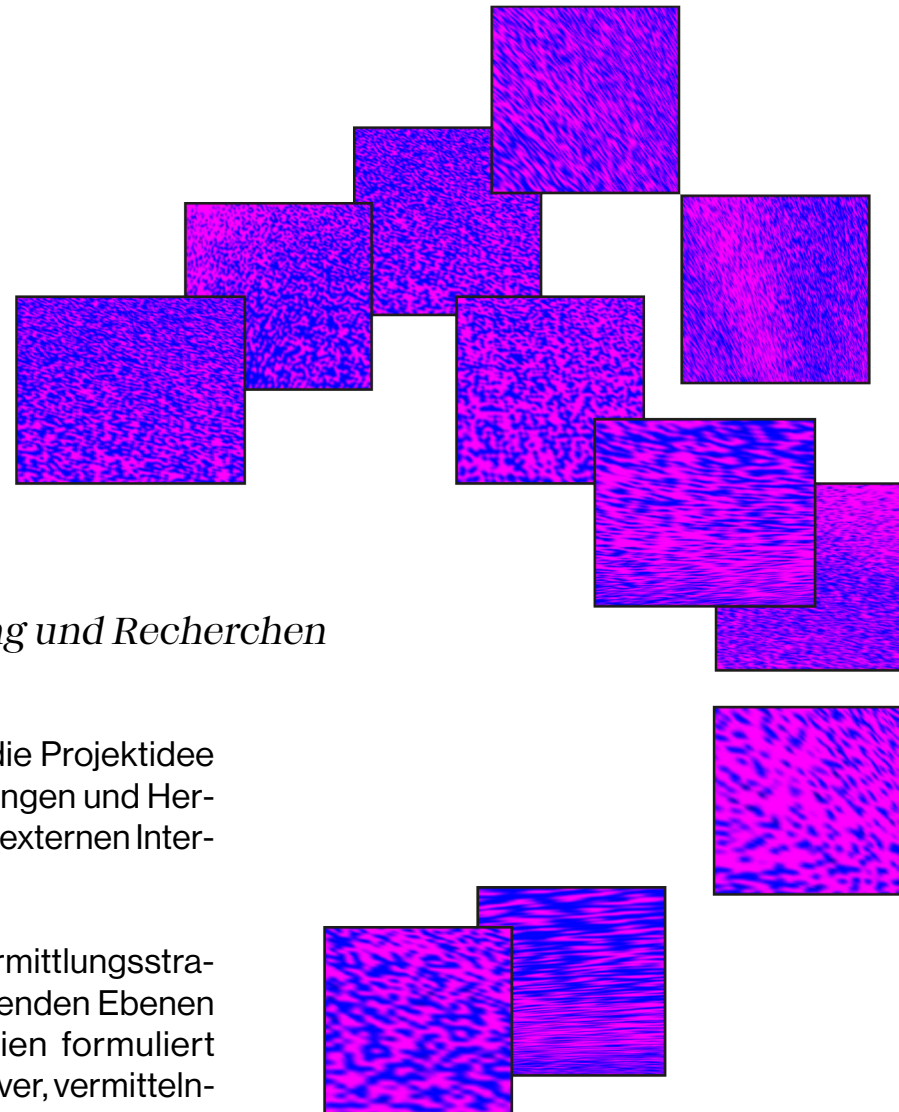 ng und Recherchen
die Projektidee
ngen und Her-
externen Inter-
rmittlungsstra-
enden Ebenen
ien formuliert
ver, vermitteln-